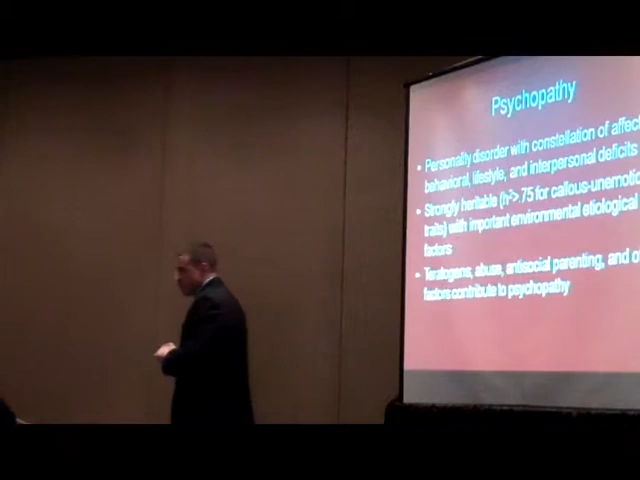 Psychopathy
• Personality disorder with constellation of affect
behavioral, lifestyle, and interpersonal deficits
• Strongly heritable (h²>.75 for callous-unemotio
traits) with important environmental etiological
factors:
• Teratogens, abuse, antisocial parenting, and o
factors contribute to psychopathy